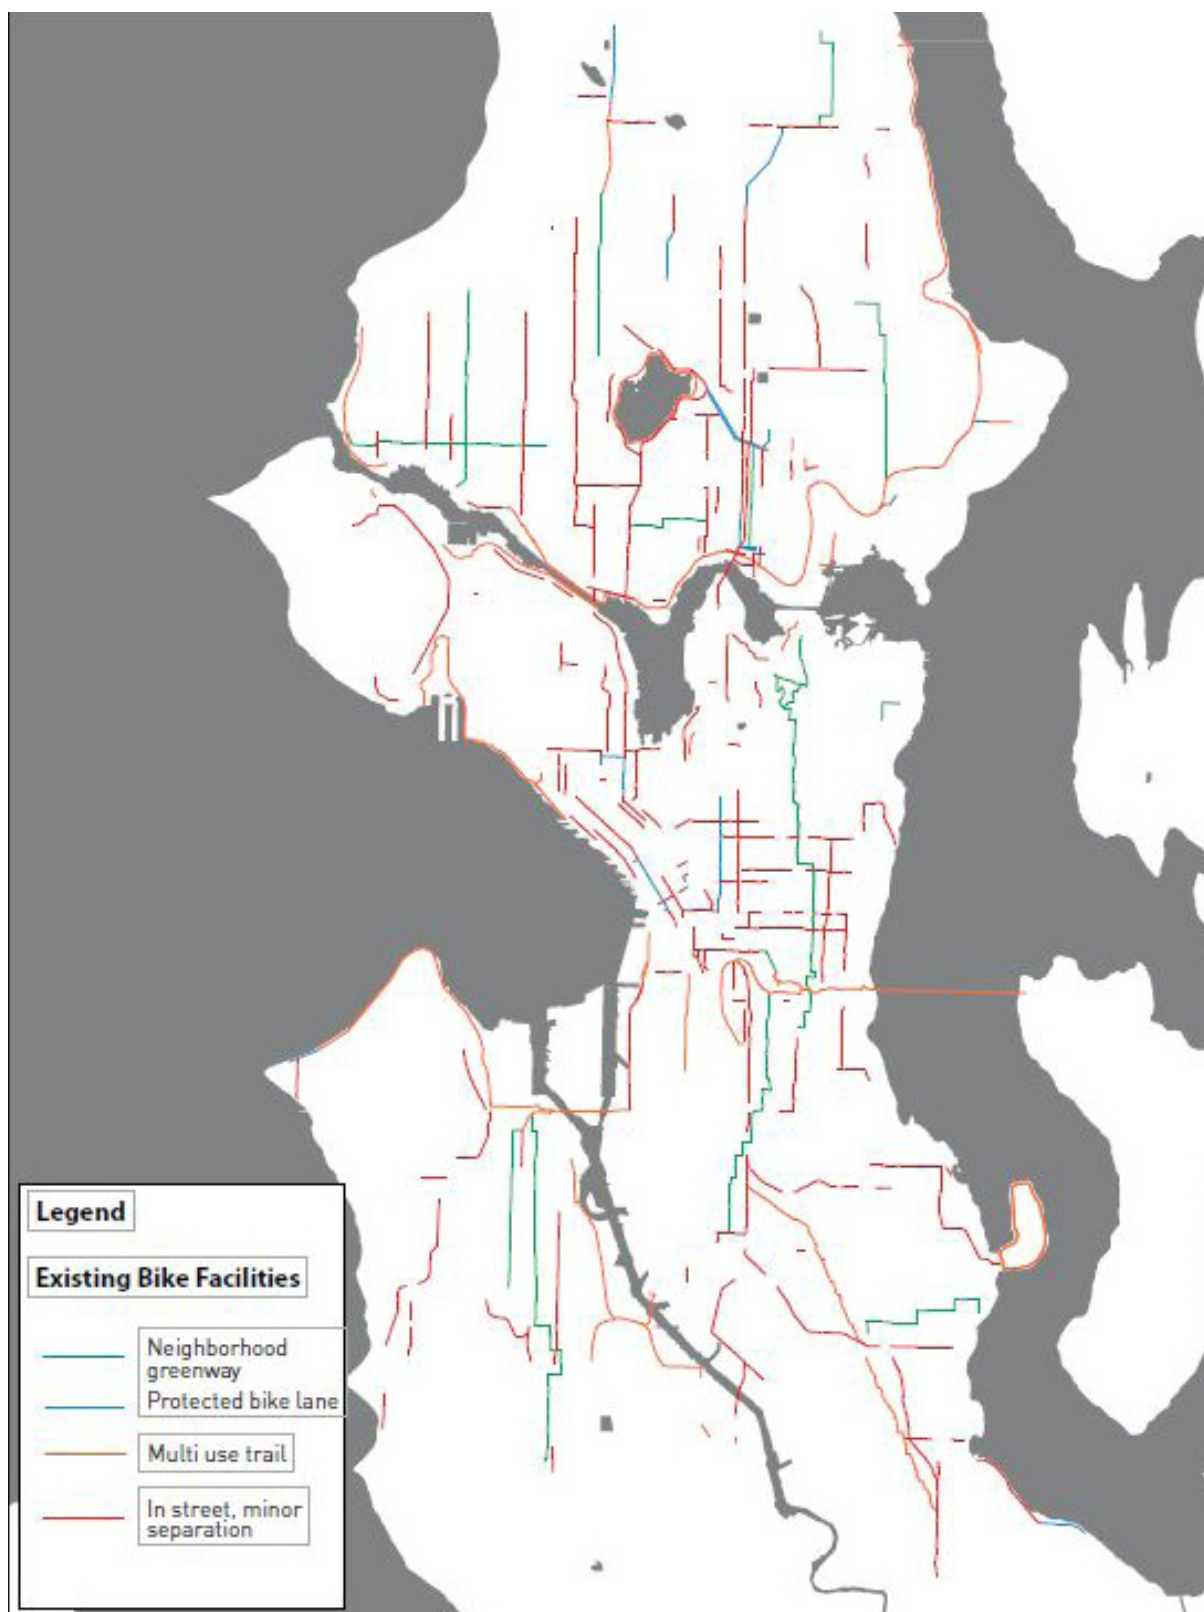 Legend
Existing Bike Facilities
Neighborhood
greenway
Protected bike lane
Multi use trail
In street, minor
separation